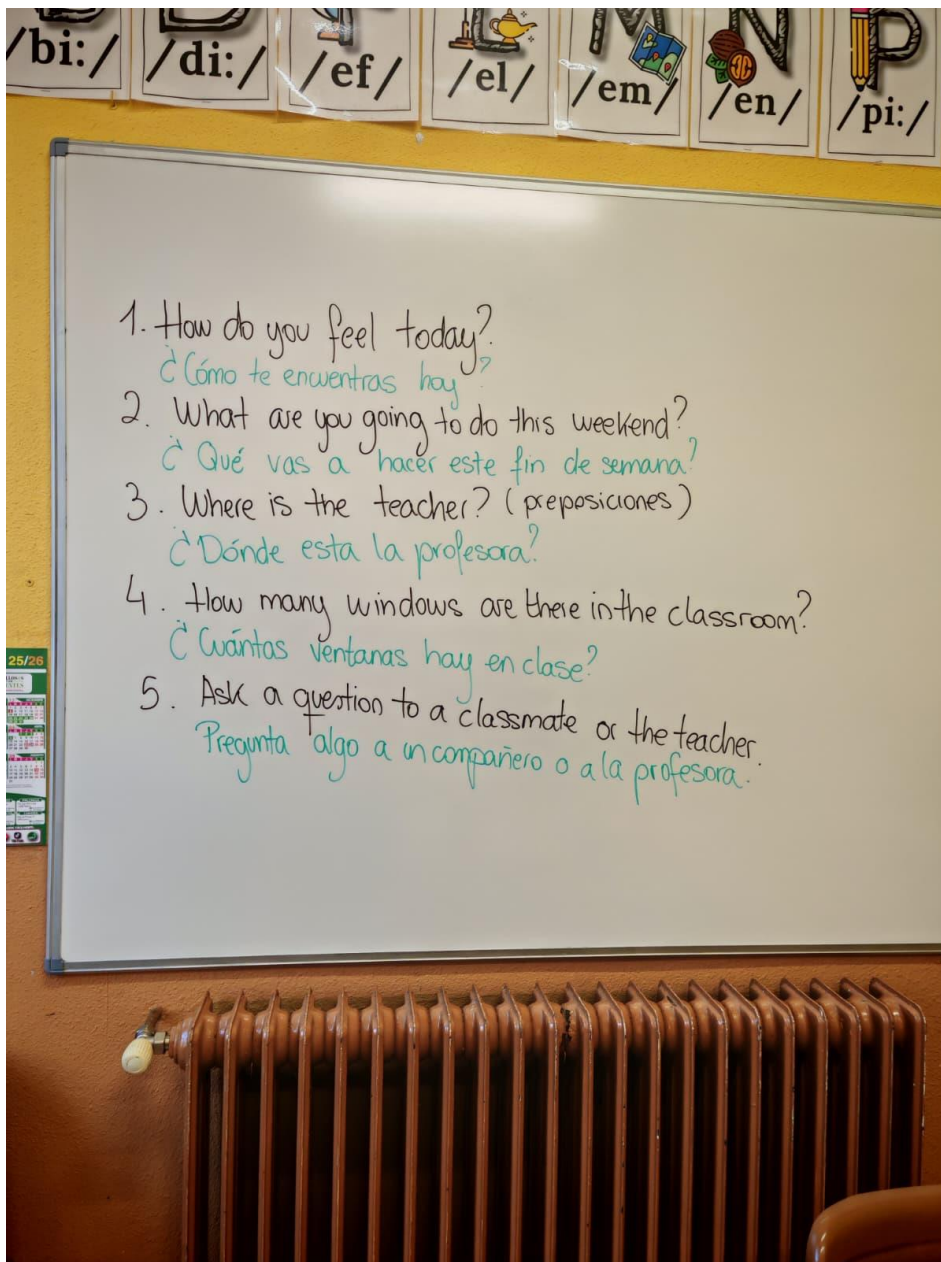 /bi:/ /di:/ /ef/ /el/ /em/ /en/ /pi:/
1. How do you feel today?
¿Cómo te encuentras hoy?
2. What are you going to do this weekend?
¿Qué vas a hacer este fin de semana?
3. Where is the teacher? (preposiciones)
¿Dónde esta la profesora?
4. How many windows are there in the classroom?
¿Cuántas ventanas hay en clase?
5. Ask a question to a classmate or the teacher.
Pregunta algo a un compañero o a la profesora.
25/26